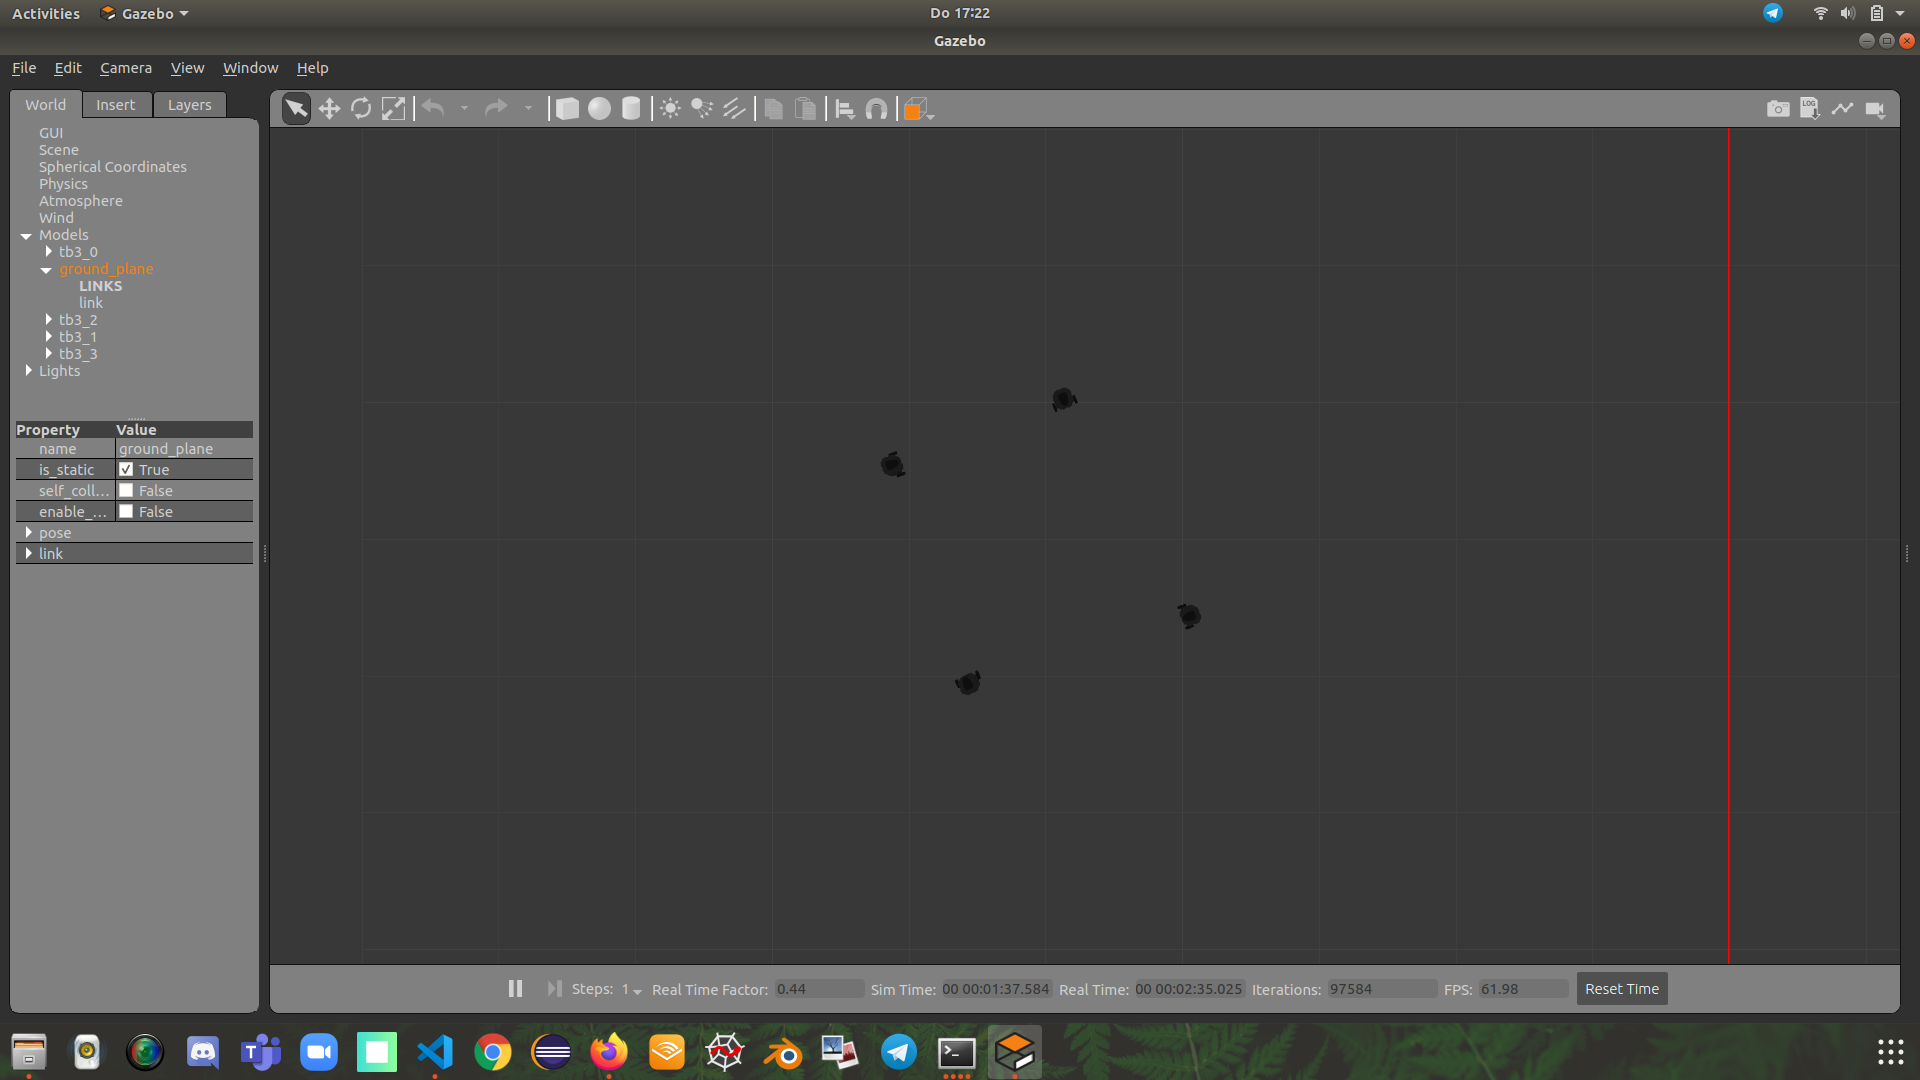 Activities Gazebo Do 17:22
Gazebo
File Edit Camera View Window Help
World Insert Layers
LOG
GUI
Scene
Spherical Coordinates
Physics
Atmosphere
Wind
Models
tb3_0
ground_plane
LINKS
link
tb3_2
tb3_1
tb3_3
Lights
Property Value
name ground_plane
is_static True
self_coll... False
enable_... False
pose
link
Steps: 1 Real Time Factor: 0.44 Sim Time: 00 00:01:37.584 Real Time: 00 00:02:35.025 Iterations: 97584 FPS: 61.98 Reset Time